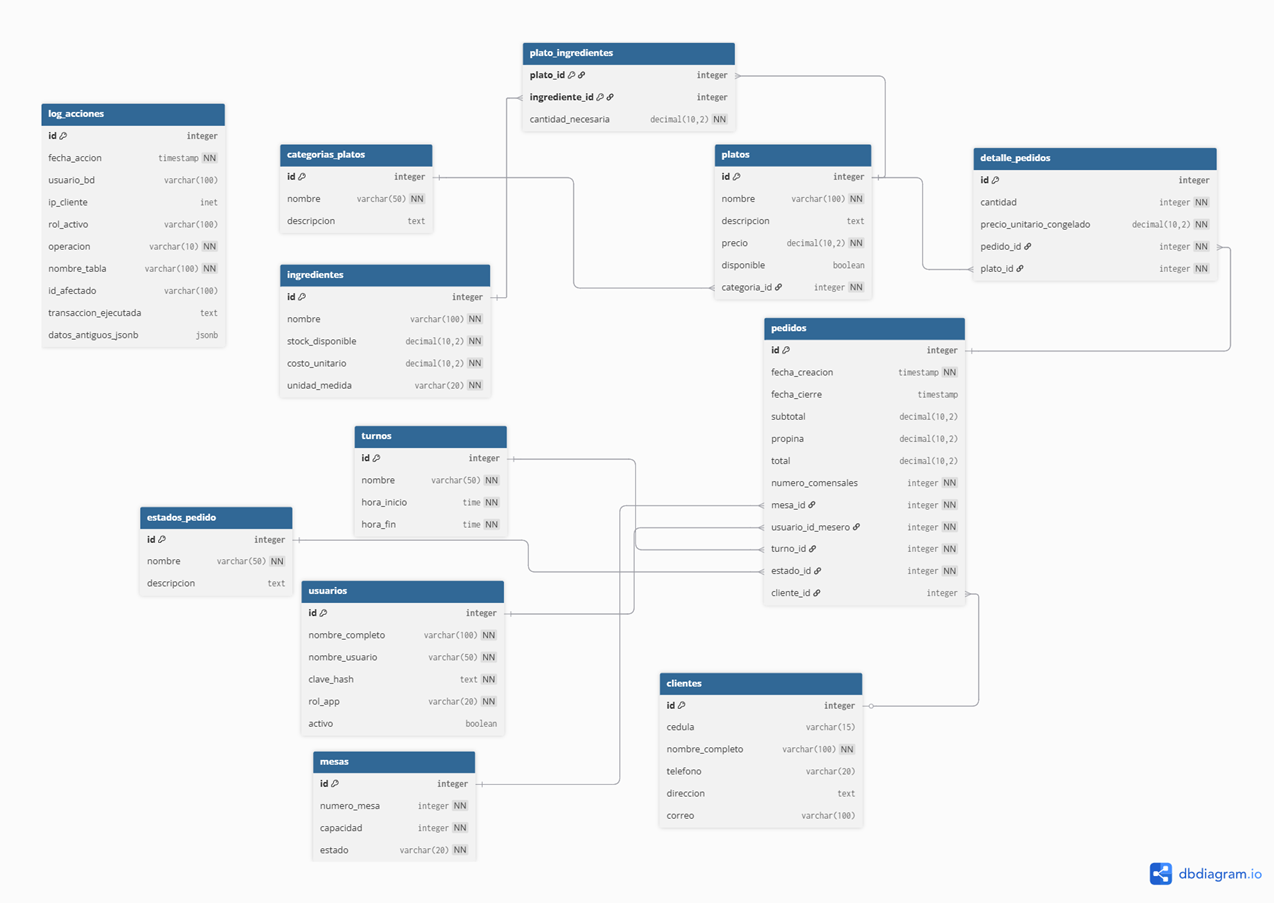 plato_ingredientes
plato_id integer
ingrediente_id integer
cantidad_necesaria decimal(10,2) NN
log_acciones
id integer
fecha_accion timestamp NN
usuario_bd varchar(100)
ip_cliente inet
rol_activo varchar(100)
operacion varchar(10) NN
nombre_tabla varchar(100) NN
id_afectado varchar(100)
transaccion_ejecutada text
datos_antiguos_jsonb jsonb
categorias_platos
id integer
nombre varchar(50) NN
descripcion text
platos
id integer
nombre varchar(100) NN
descripcion text
precio decimal(10,2) NN
disponible boolean
categoria_id integer NN
detalle_pedidos
id integer
cantidad integer NN
precio_unitario_congelado decimal(10,2) NN
pedido_id integer NN
plato_id integer NN
ingredientes
id integer
nombre varchar(100) NN
stock_disponible decimal(10,2) NN
costo_unitario decimal(10,2) NN
unidad_medida varchar(20) NN
pedidos
id integer
fecha_creacion timestamp NN
fecha_cierre timestamp
subtotal decimal(10,2)
propina decimal(10,2)
total decimal(10,2)
numero_comensales integer NN
mesa_id integer NN
usuario_id_mesero integer NN
turno_id integer NN
estado_id integer NN
cliente_id integer
turnos
id integer
nombre varchar(50) NN
hora_inicio time NN
hora_fin time NN
estados_pedido
id integer
nombre varchar(50) NN
descripcion text
usuarios
id integer
nombre_completo varchar(100) NN
nombre_usuario varchar(50) NN
clave_hash text NN
rol_app varchar(20) NN
activo boolean
clientes
id integer
cedula varchar(15)
nombre_completo varchar(100) NN
telefono varchar(20)
direccion text
correo varchar(100)
mesas
id integer
numero_mesa integer NN
capacidad integer NN
estado varchar(20) NN
dbdiagram.io